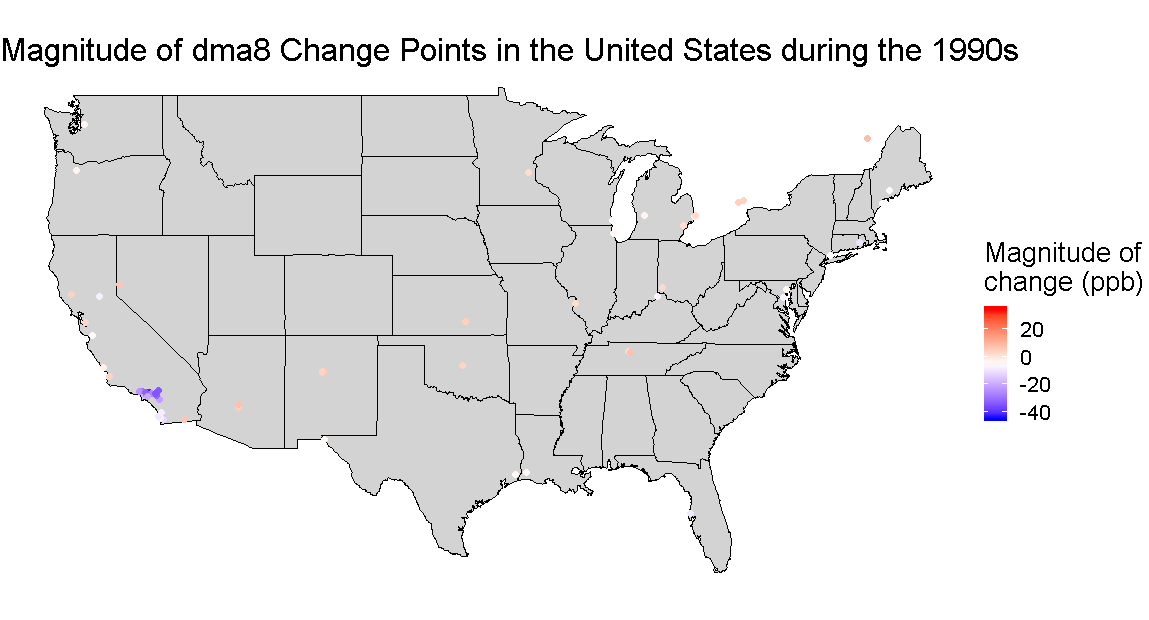 Magnitude of dma8 Change Points in the United States during the 1990s
Magnitude of
change (ppb)
20
0
-20
-40